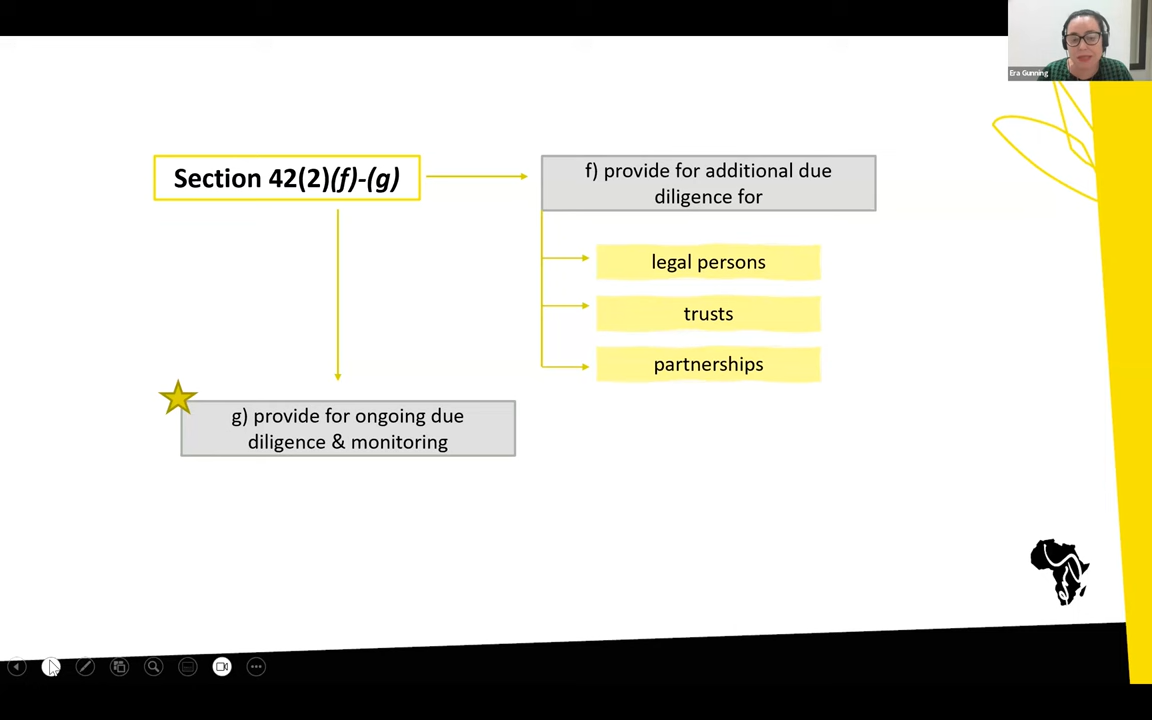 Era Gunning
Section 42(2)(f)-(g)
f) provide for additional due
diligence for
legal persons
trusts
partnerships
g) provide for ongoing due
diligence & monitoring